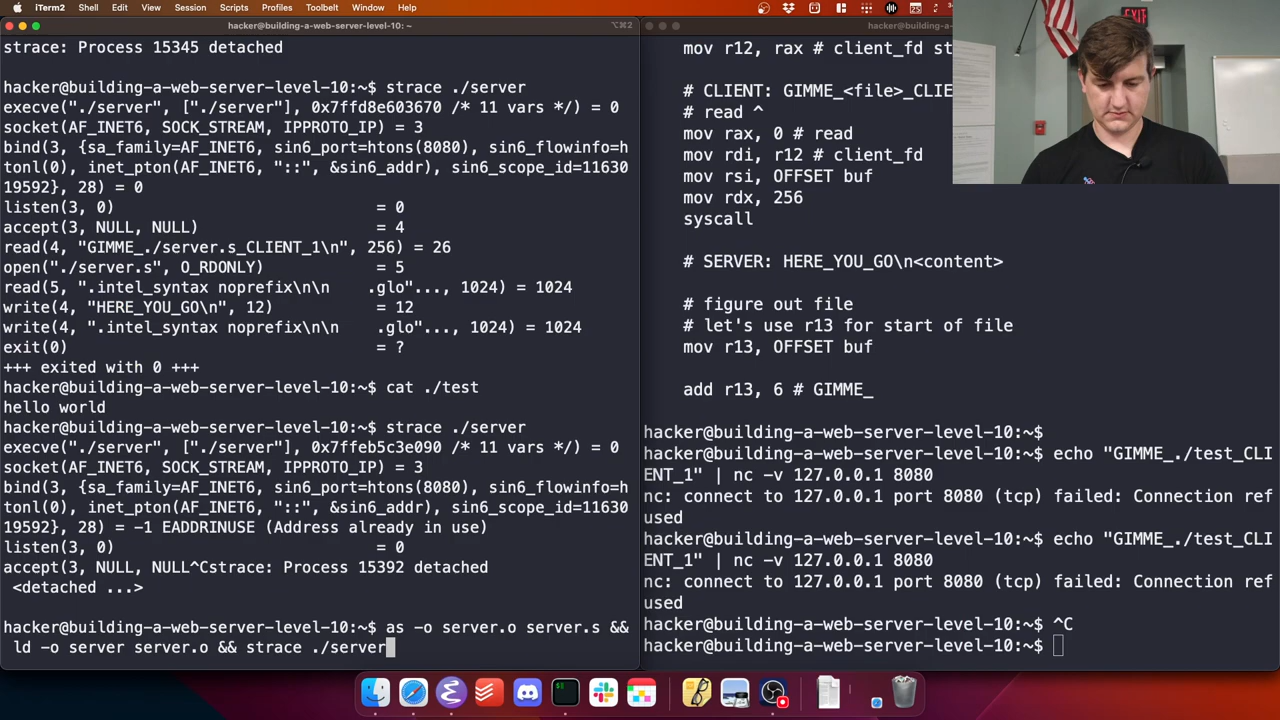 iTerm2 Shell Edit View Session Scripts Profiles Toolbelt Window Help
hacker@building-a-web-server-level-10: ~ ⌥⌘2
strace: Process 15345 detached
hacker@building-a-web-server-level-10:~$ strace ./server
execve("./server", ["./server"], 0x7ffd8e603670 /* 11 vars */) = 0
socket(AF_INET6, SOCK_STREAM, IPPROTO_IP) = 3
bind(3, {sa_family=AF_INET6, sin6_port=htons(8080), sin6_flowinfo=h
tonl(0), inet_pton(AF_INET6, "::", &sin6_addr), sin6_scope_id=11630
19592}, 28) = 0
listen(3, 0) = 0
accept(3, NULL, NULL) = 4
read(4, "GIMME_./server.s_CLIENT_1\n", 256) = 26
open("./server.s", O_RDONLY) = 5
read(5, ".intel_syntax noprefix\n\n .glo"..., 1024) = 1024
write(4, "HERE_YOU_GO\n", 12) = 12
write(4, ".intel_syntax noprefix\n\n .glo"..., 1024) = 1024
exit(0) = ?
+++ exited with 0 +++
hacker@building-a-web-server-level-10:~$ cat ./test
hello world
hacker@building-a-web-server-level-10:~$ strace ./server
execve("./server", ["./server"], 0x7ffeb5c3e090 /* 11 vars */) = 0
socket(AF_INET6, SOCK_STREAM, IPPROTO_IP) = 3
bind(3, {sa_family=AF_INET6, sin6_port=htons(8080), sin6_flowinfo=h
tonl(0), inet_pton(AF_INET6, "::", &sin6_addr), sin6_scope_id=11630
19592}, 28) = -1 EADDRINUSE (Address already in use)
listen(3, 0) = 0
accept(3, NULL, NULL^Cstrace: Process 15392 detached
<detached ...>
hacker@building-a-web-server-level-10:~$ as -o server.o server.s &&
ld -o server server.o && strace ./server
hacker@building-a-web-
mov r12, rax # client_fd st
# CLIENT: GIMME_<file>_CLIE
# read ^
mov rax, 0 # read
mov rdi, r12 # client_fd
mov rsi, OFFSET buf
mov rdx, 256
syscall
# SERVER: HERE_YOU_GO\n<content>
# figure out file
# let's use r13 for start of file
mov r13, OFFSET buf
add r13, 6 # GIMME_
hacker@building-a-web-server-level-10:~$
hacker@building-a-web-server-level-10:~$ echo "GIMME_./test_CLI
ENT_1" | nc -v 127.0.0.1 8080
nc: connect to 127.0.0.1 port 8080 (tcp) failed: Connection ref
used
hacker@building-a-web-server-level-10:~$ echo "GIMME_./test_CLI
ENT_1" | nc -v 127.0.0.1 8080
nc: connect to 127.0.0.1 port 8080 (tcp) failed: Connection ref
used
hacker@building-a-web-server-level-10:~$ ^C
hacker@building-a-web-server-level-10:~$
EXIT